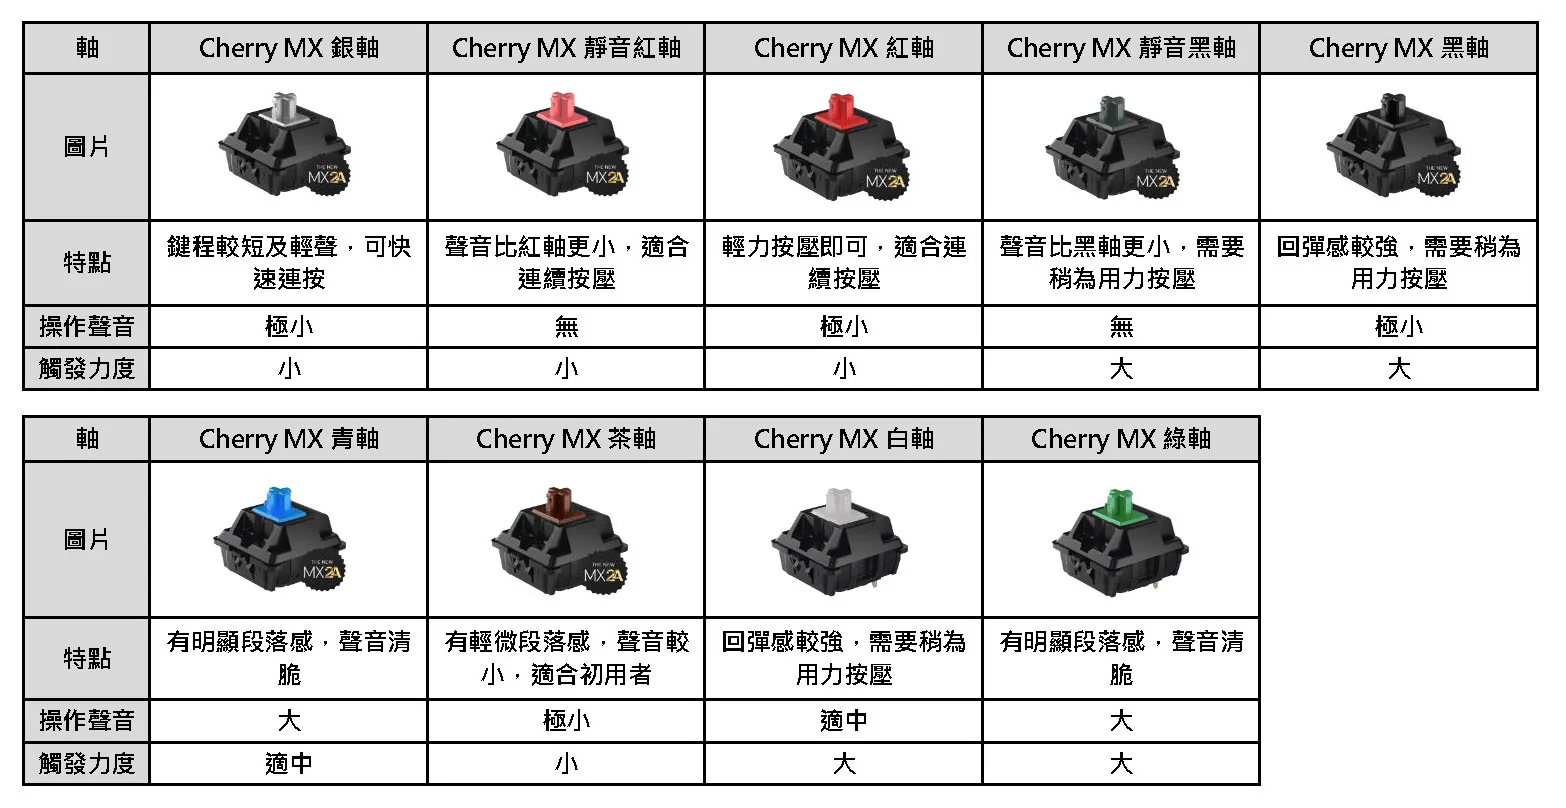 軸 Cherry MX 銀軸 Cherry MX 靜音紅軸 Cherry MX 紅軸 Cherry MX 靜音黑軸 Cherry MX 黑軸
圖片
THE NEW THE NEW THE NEW THE NEW THE NEW
MX2A MX2A MX2A MX2A MX2A
特點
鍵程較短及輕聲，可快
速連按
聲音比紅軸更小，適合
連續按壓
輕力按壓即可，適合連
續按壓
聲音比黑軸更小，需要
稍為用力按壓
回彈感較強，需要稍為
用力按壓
操作聲音 極小 無 極小 無 極小
觸發力度 小 小 小 大 大
軸 Cherry MX 青軸 Cherry MX 茶軸 Cherry MX 白軸 Cherry MX 綠軸
圖片
THE NEW THE NEW
MX2A MX2A
特點
有明顯段落感，聲音清
脆
有輕微段落感，聲音較
小，適合初用者
回彈感較強，需要稍為
用力按壓
有明顯段落感，聲音清
脆
操作聲音 大 極小 適中 大
觸發力度 適中 小 大 大